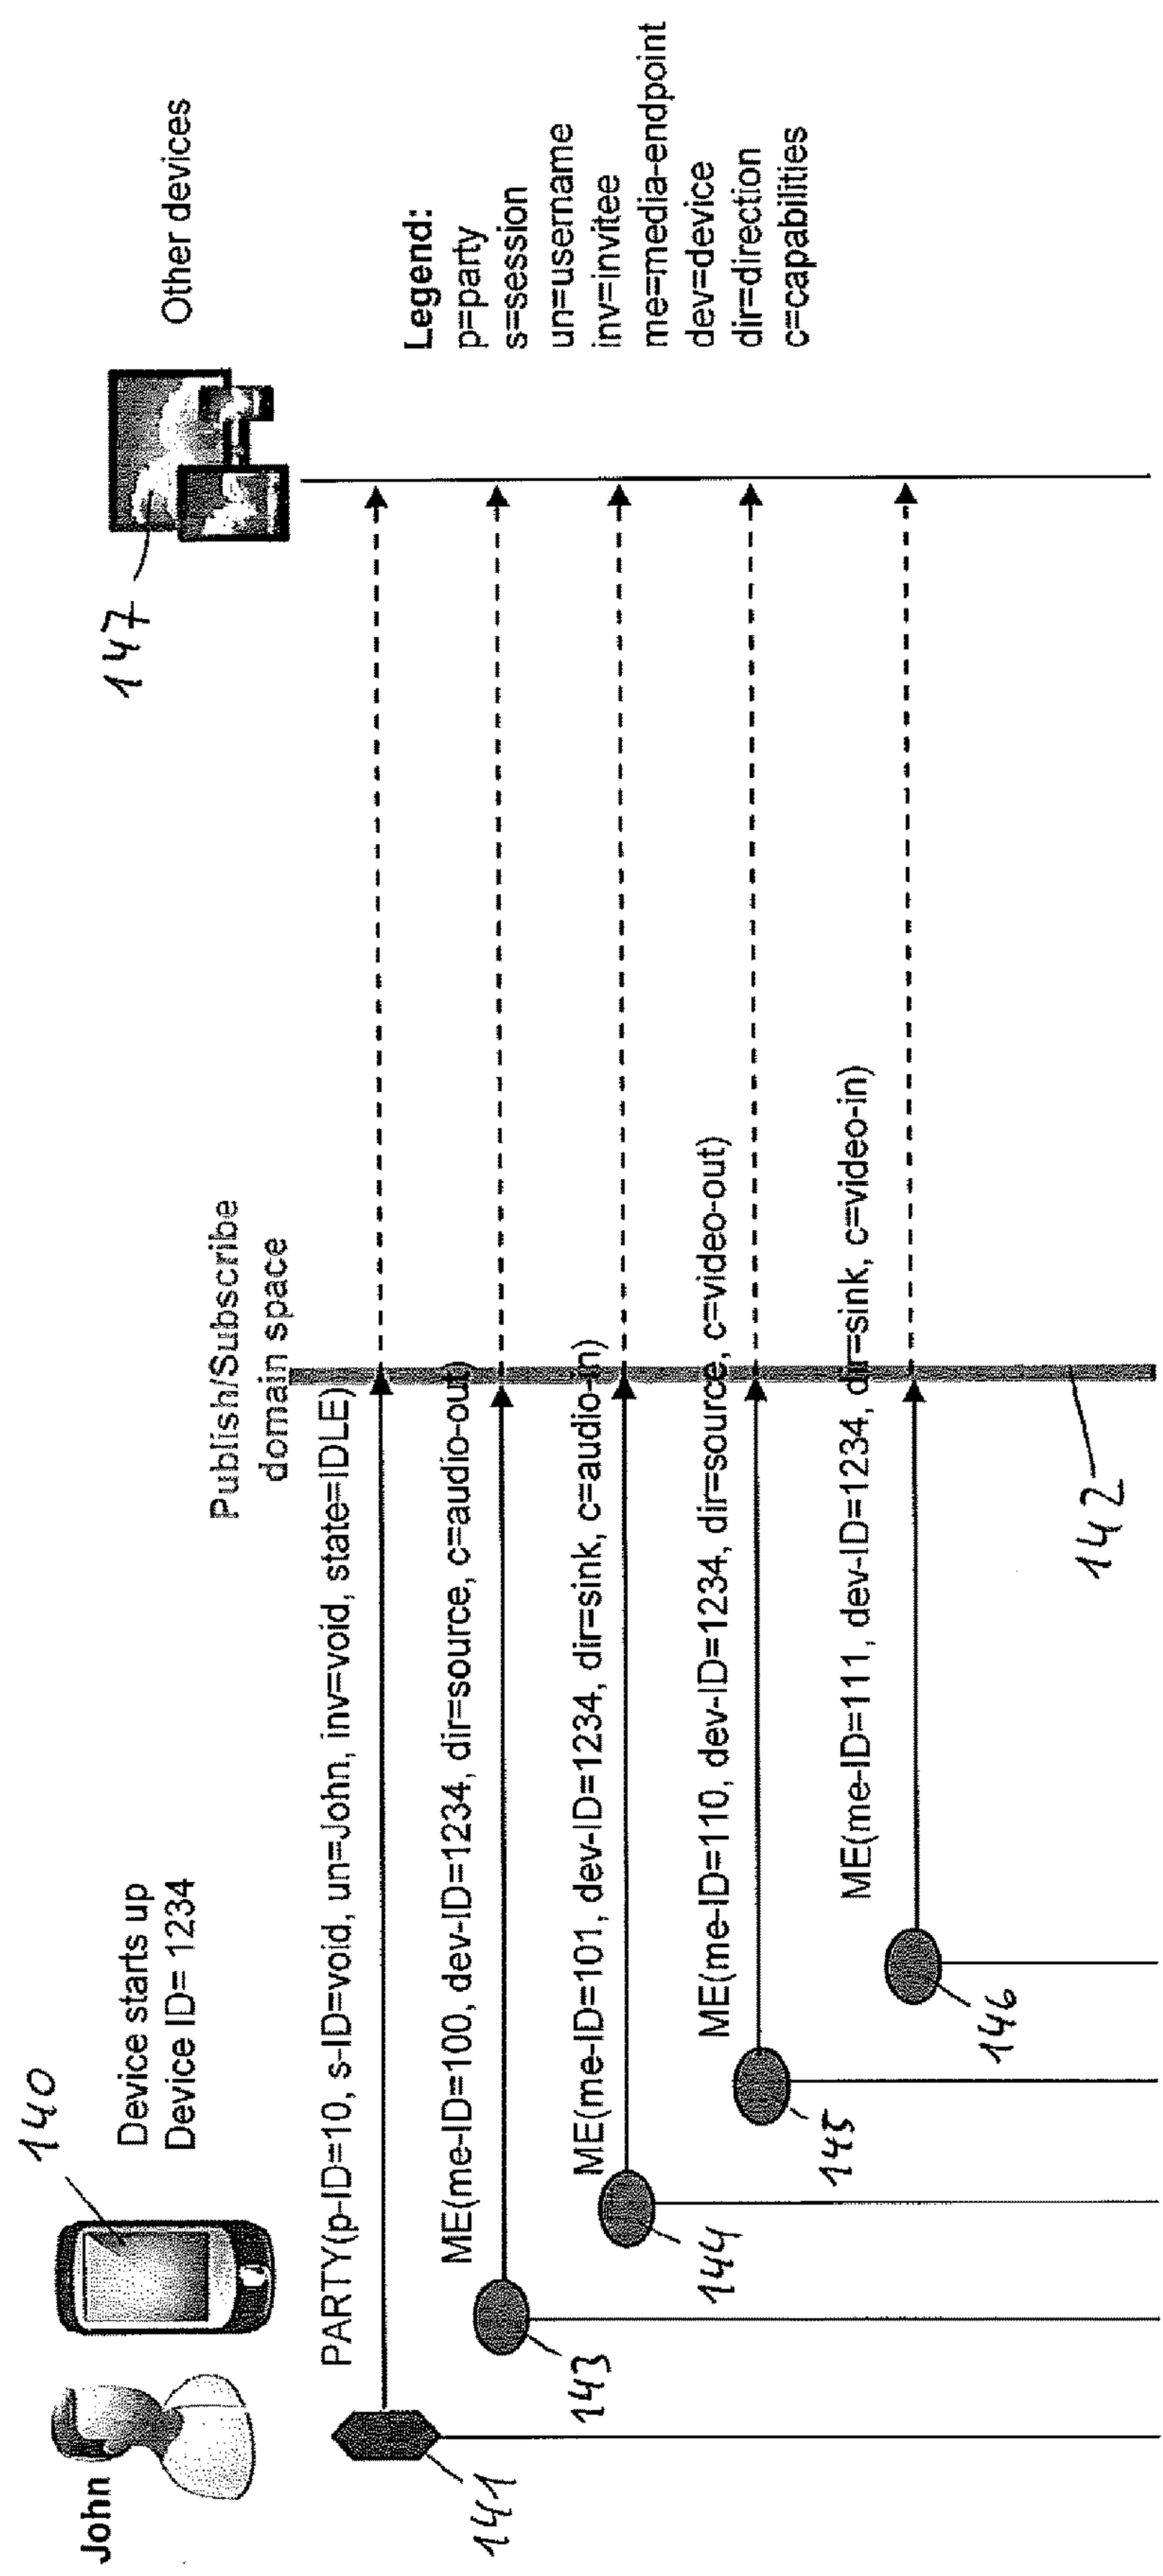 John
140
Device starts up
Device ID= 1234
Publish/Subscribe
domain space
147
Other devices
PARTY(p-ID=10, s-ID=void, un=John, inv=void, state=IDLE)
ME(me-ID=100, dev-ID=1234, dir=source, c=audio-out)
ME(me-ID=101, dev-ID=1234, dir=sink, c=audio-in)
ME(me-ID=110, dev-ID=1234, dir=source, c=video-out)
ME(me-ID=111, dev-ID=1234, dir=sink, c=video-in)
141
143
144
145
146
142
Legend:
p=party
s=session
un=username
inv=invitee
me=media-endpoint
dev=device
dir=direction
c=capabilities